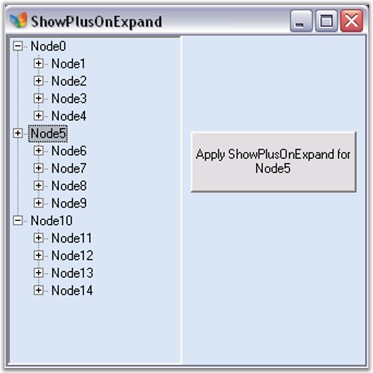 ShowPlusOnExpand
Node0
Node1
Node2
Node3
Node4
Node5
Node6
Node7
Node8
Node9
Node10
Node11
Node12
Node13
Node14
Apply ShowPlusOnExpand for
Node5